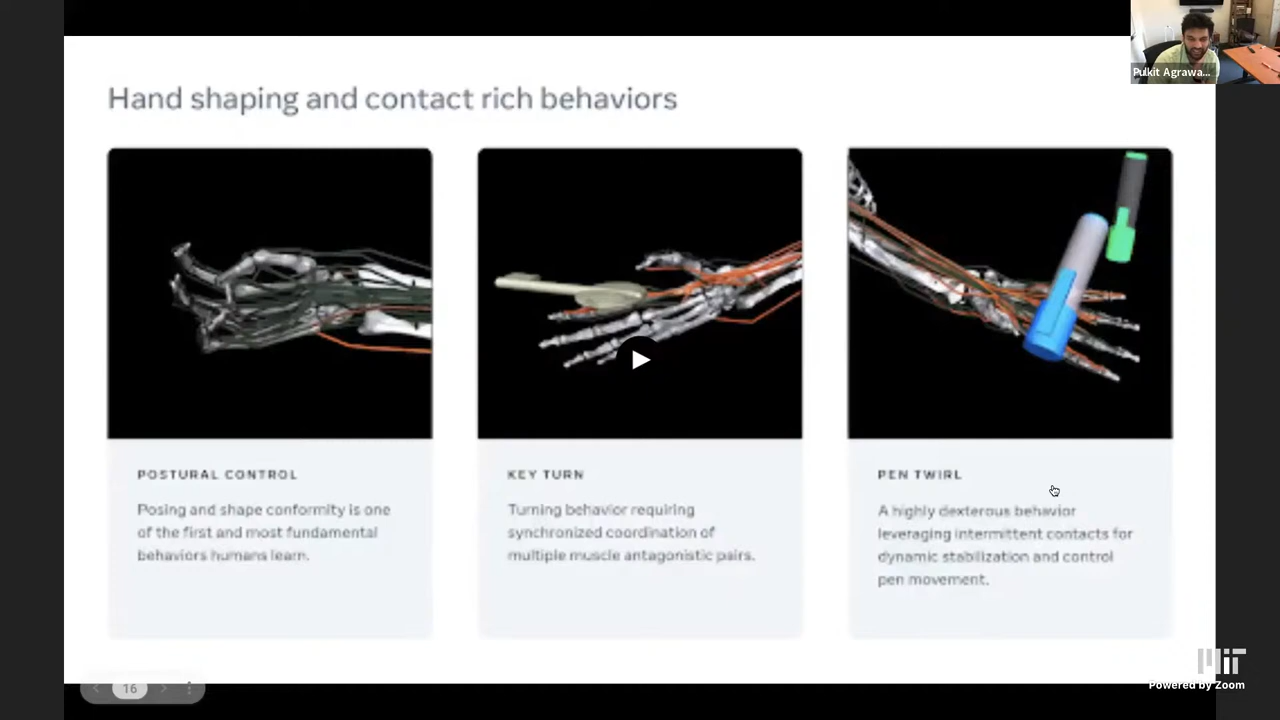 Pulkit Agrawa...
Hand shaping and contact rich behaviors
POSTURAL CONTROL
Posing and shape conformity is one
of the first and most fundamental
behaviors humans learn.
KEY TURN
Turning behavior requiring
synchronized coordination of
multiple muscle antagonistic pairs.
PEN TWIRL
A highly dexterous behavior
leveraging intermittent contacts for
dynamic stabilization and control
pen movement.
16
MIT
Powered by Zoom